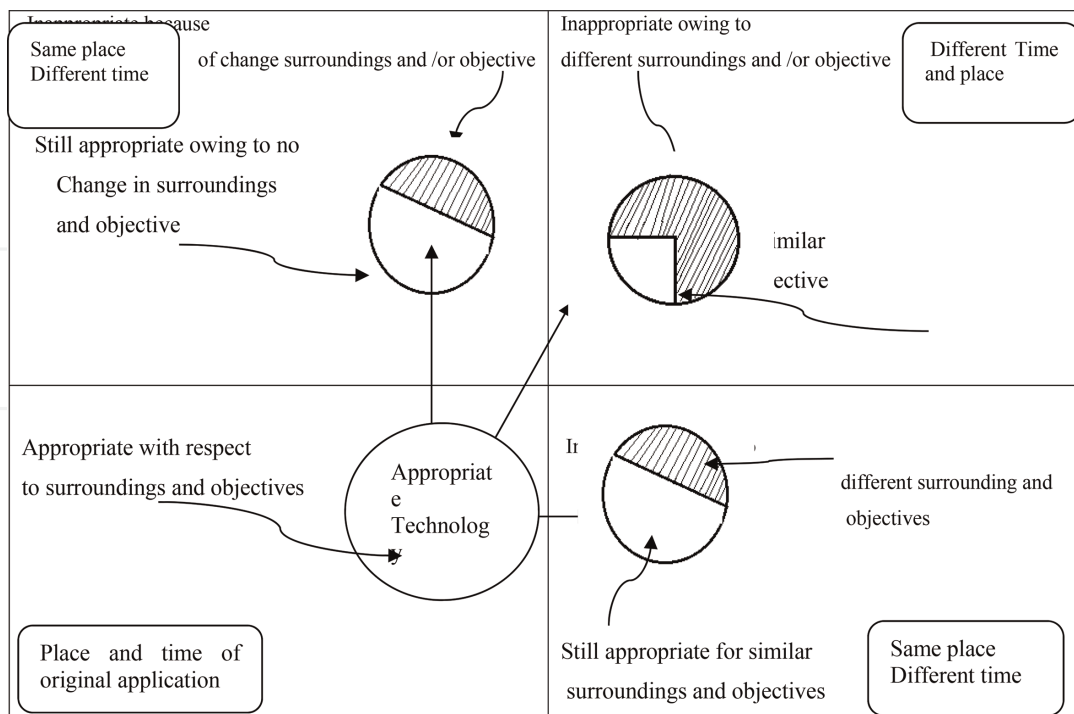 Inappropriate because
of change surroundings and /or objective
Same place
Different time
Still appropriate owing to no
Change in surroundings
and objective
Inappropriate owing to
different surroundings and /or objective
Different Time
and place
imilar
ective
Appropriate with respect
to surroundings and objectives
Appropriat
e
Technolog
y
Place and time of
original application
different surrounding and
objectives
Still appropriate for similar
surroundings and objectives
Same place
Different time